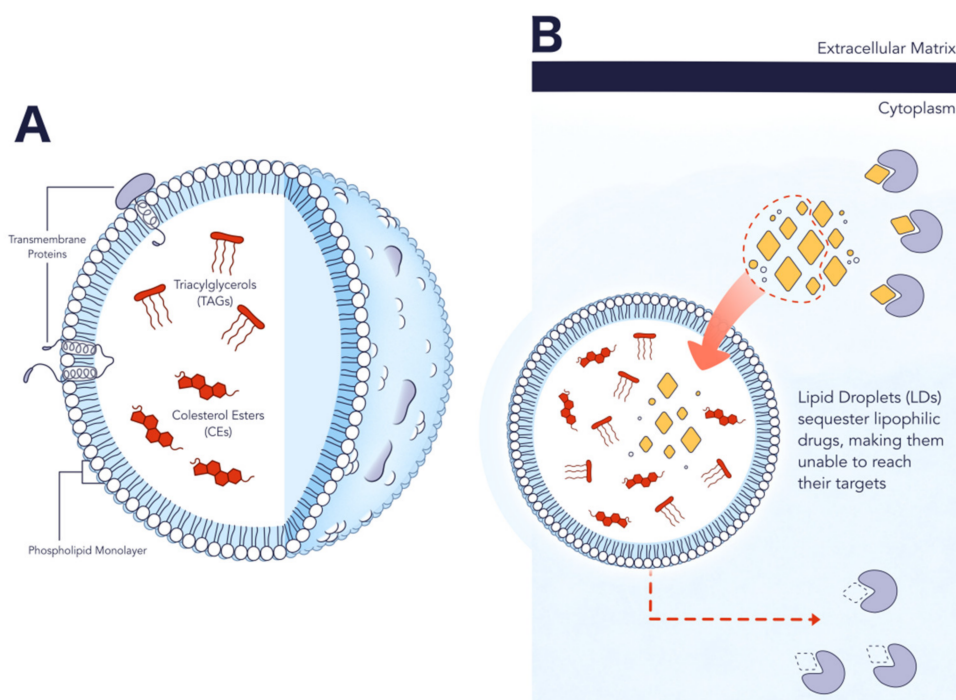 A
Transmembrane
Proteins
Triacylglycerols
(TAGs)
Colesterol Esters
(CEs)
Phospholipid Monolayer
B
Extracellular Matrix
Cytoplasm
Lipid Droplets (LDs)
sequester lipophilic
drugs, making them
unable to reach
their targets